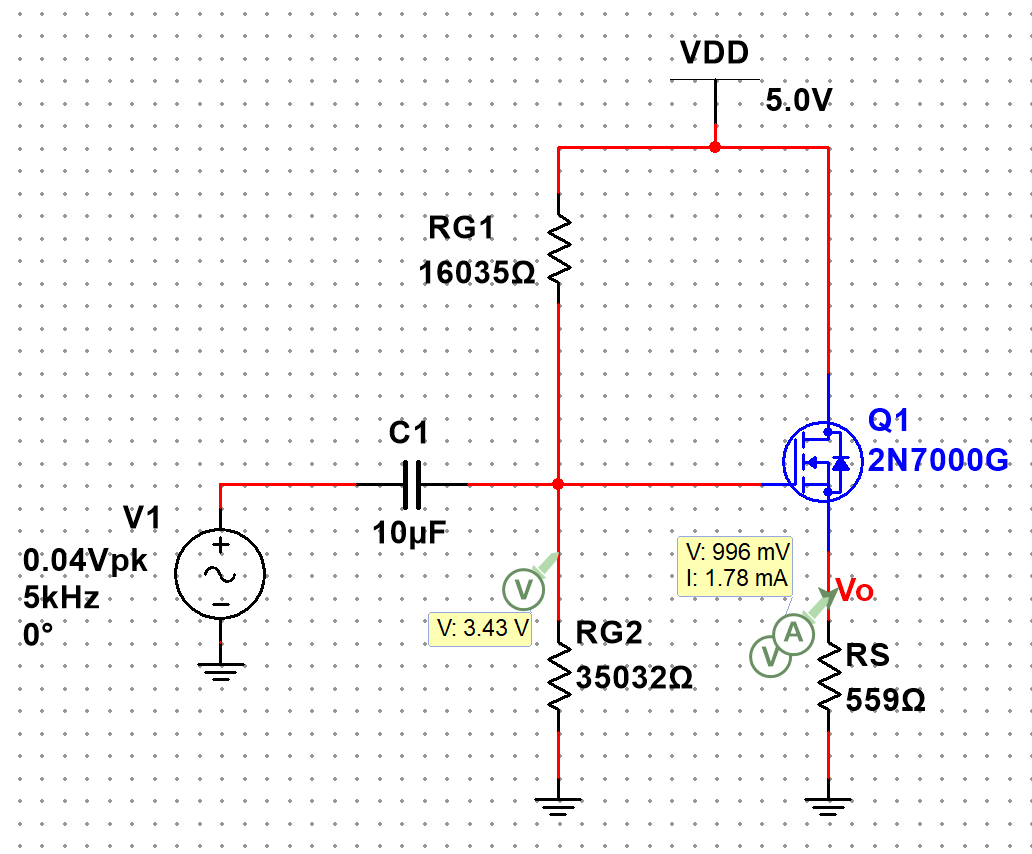 VDD
5.0V
RG1
16035Ω
Q1
2N7000G
C1
10µF
V1
0.04Vpk
5kHz
0°
+
V
V: 3.43 V
V: 996 mV
I: 1.78 mA
Vo
A
V
RG2
35032Ω
RS
559Ω